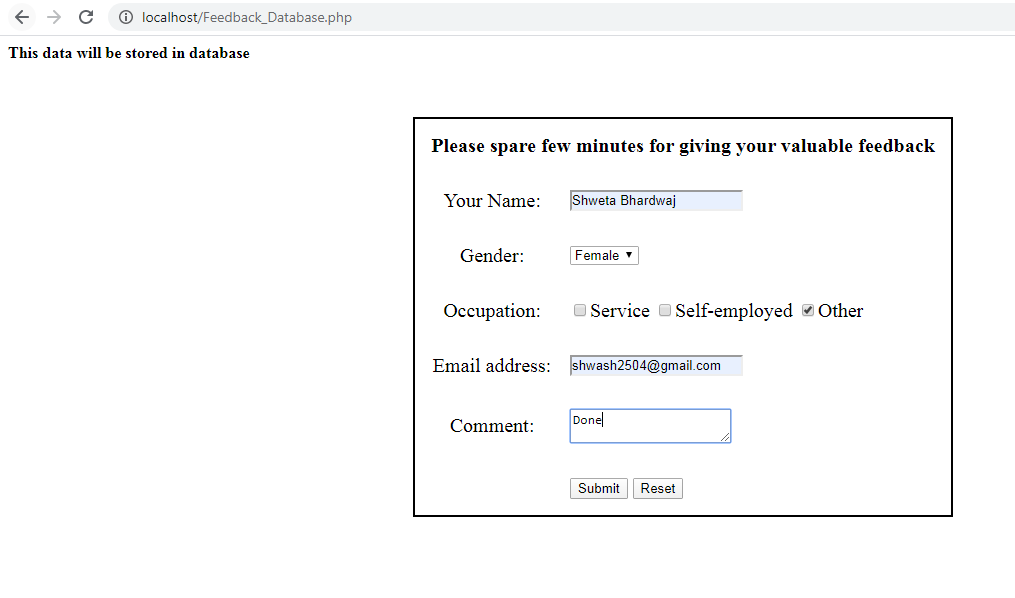 localhost/Feedback_Database.php
This data will be stored in database
Please spare few minutes for giving your valuable feedback
Your Name: Shweta Bhardwaj
Gender: Female
Occupation: Service Self-employed Other
Email address: shwash2504@gmail.com
Comment: Done
Submit Reset